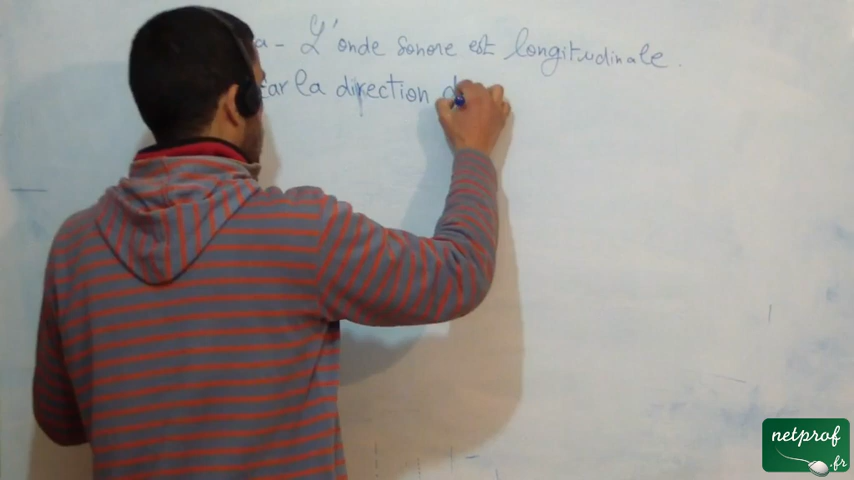 a - L'onde sonore est longitudinale.
car la direction d
netprof
.fr